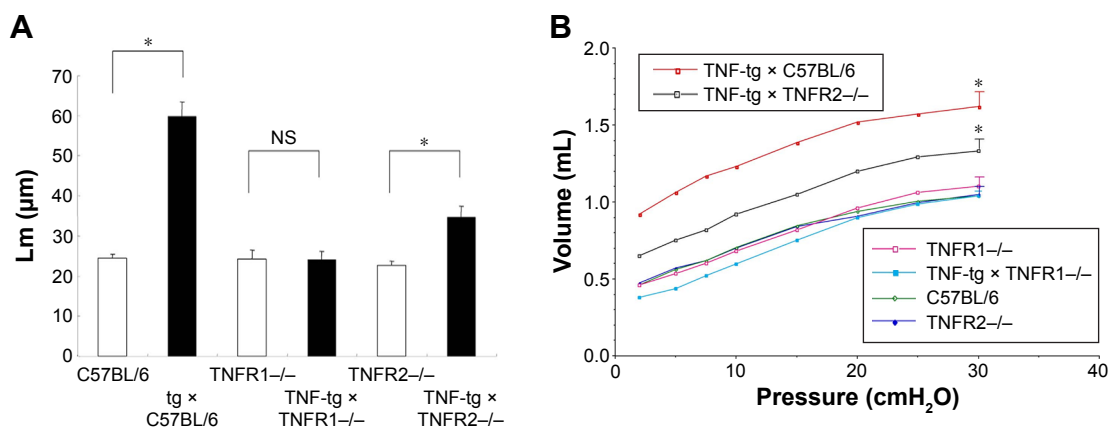 A
*
NS
*
Lm (µm)
70
60
50
40
30
20
10
0
C57BL/6
tg ×
C57BL/6
TNFR1–/–
TNF-tg ×
TNFR1–/–
TNFR2–/–
TNF-tg ×
TNFR2–/–
B
TNF-tg × C57BL/6
TNF-tg × TNFR2–/–
*
*
TNFR1–/–
TNF-tg × TNFR1–/–
C57BL/6
TNFR2–/–
Volume (mL)
2.0
1.5
1.0
0.5
0.0
0
10
20
30
40
Pressure (cmH₂O)